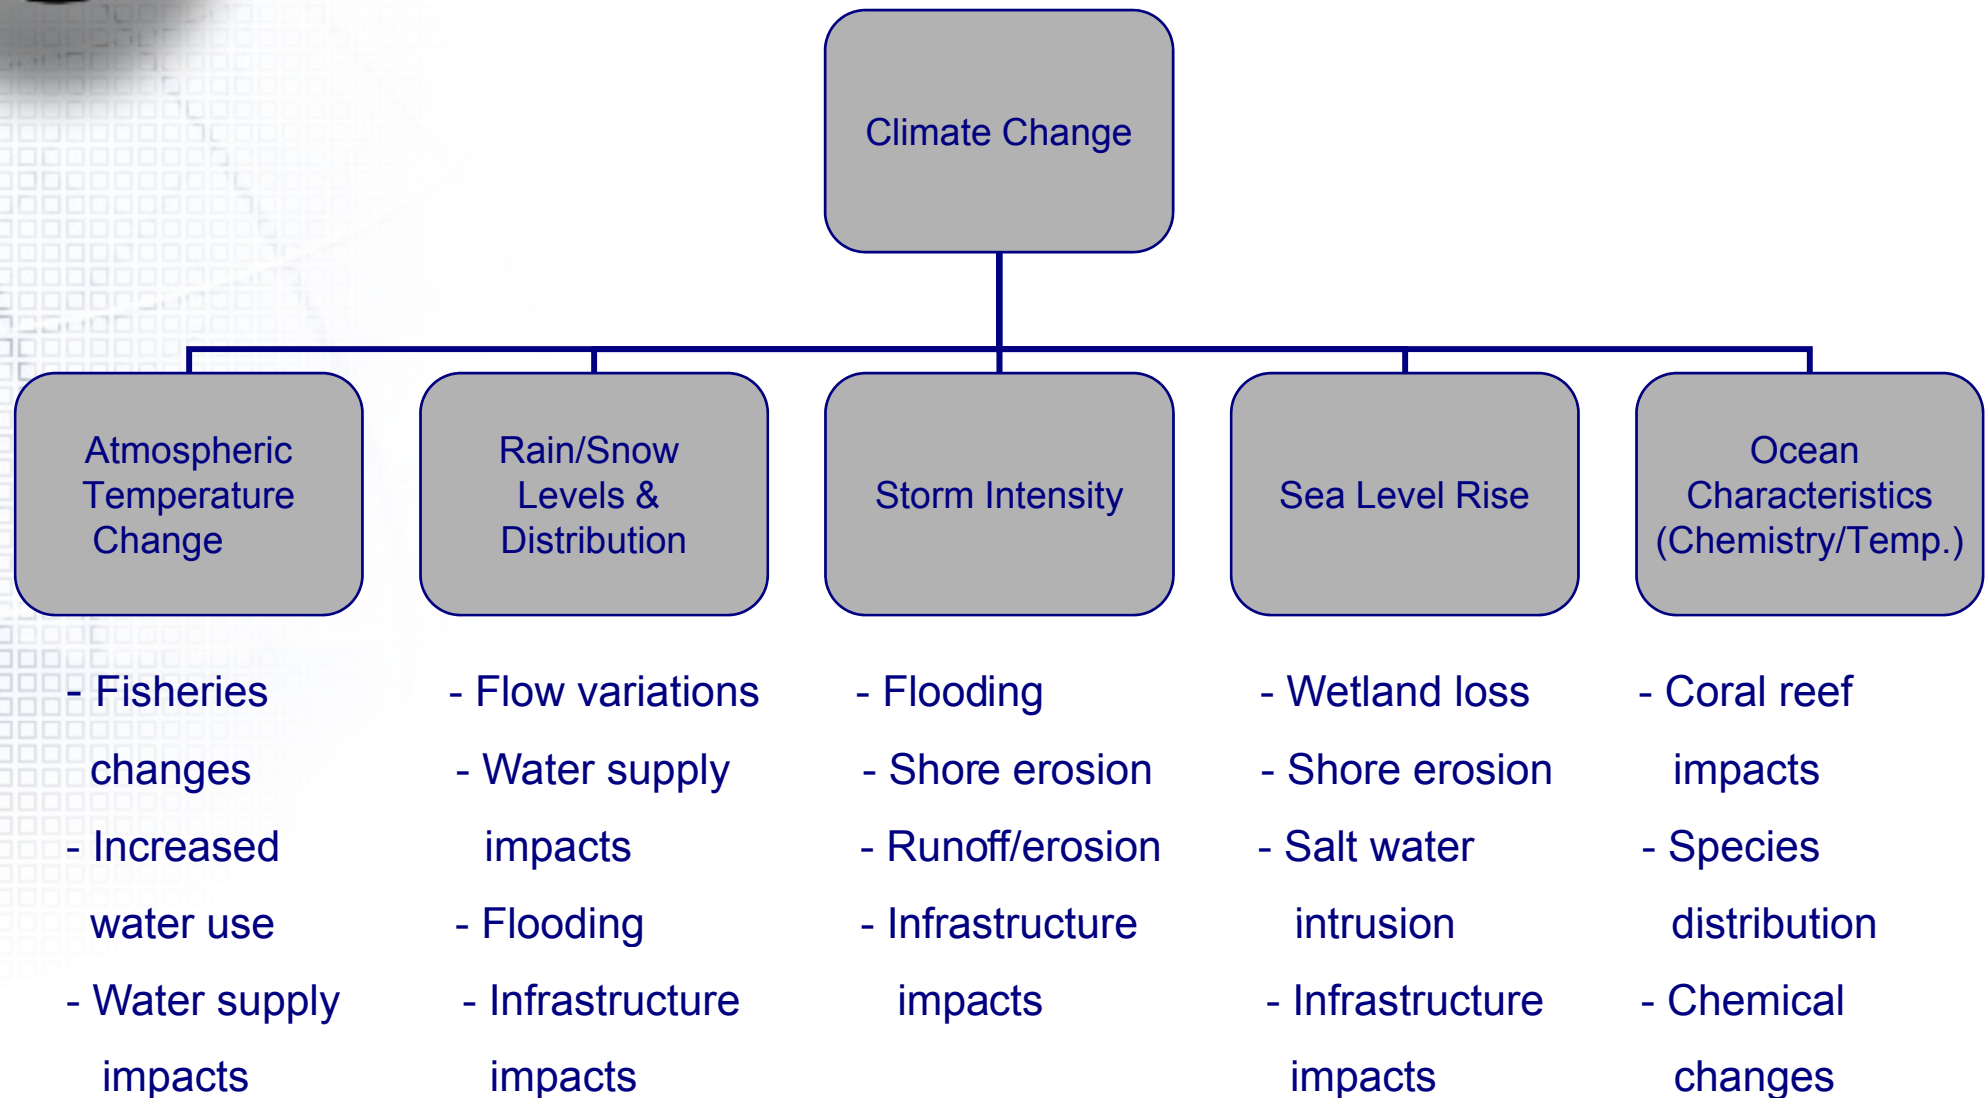 Climate Change
Atmospheric
Temperature
Change
Rain/Snow
Levels &
Distribution
Storm Intensity
Sea Level Rise
Ocean
Characteristics
(Chemistry/Temp.)
- Fisheries
changes
- Increased
water use
- Water supply
impacts
- Flow variations
- Water supply
impacts
- Flooding
- Infrastructure
impacts
- Flooding
- Shore erosion
- Runoff/erosion
- Infrastructure
impacts
- Wetland loss
- Shore erosion
- Salt water
intrusion
- Infrastructure
impacts
- Coral reef
impacts
- Species
distribution
- Chemical
changes